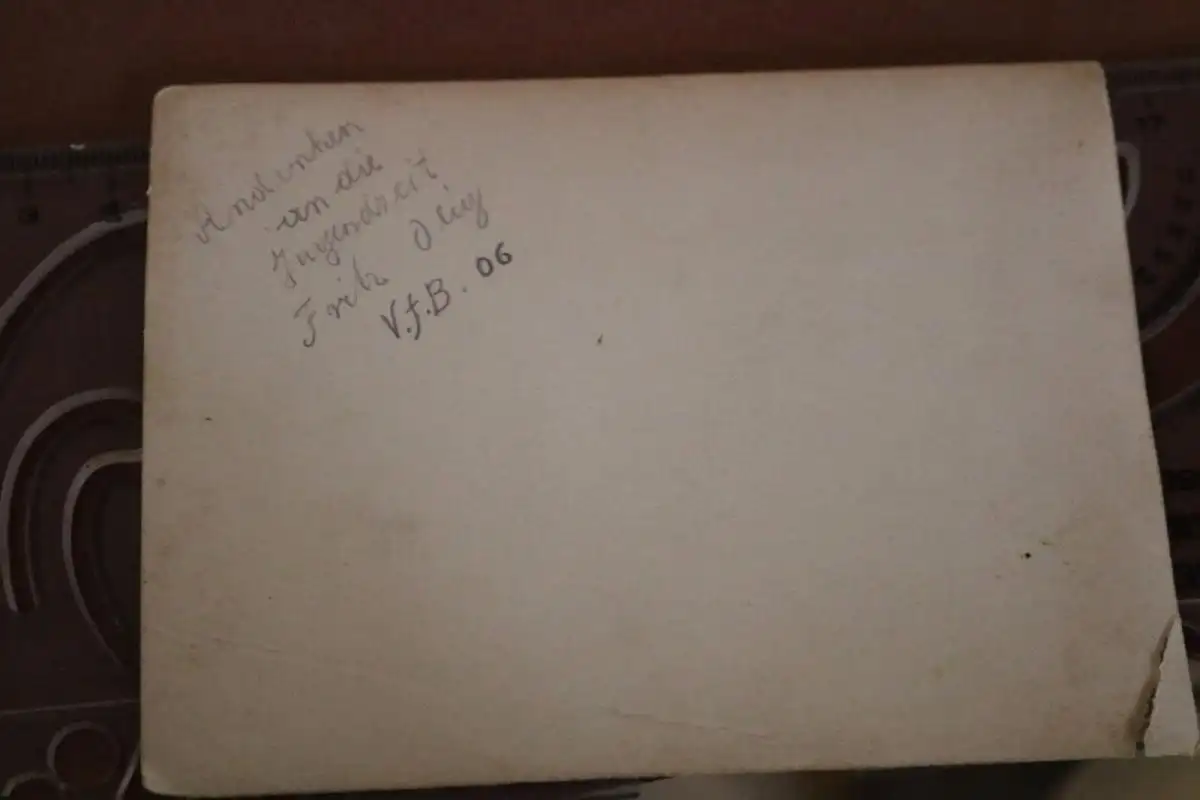 Andenken
an die
Jugendzeit
Fritz
V.f.B. 06